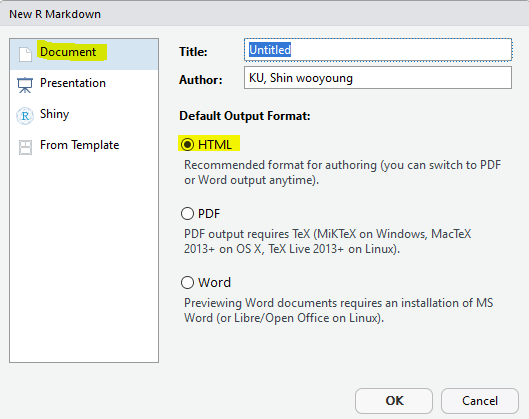 New R Markdown
Document
Presentation
Shiny
From Template
Title: Untitled
Author: KU, Shin wooyoung
Default Output Format:
HTML
Recommended format for authoring (you can switch to PDF
or Word output anytime).
PDF
PDF output requires TeX (MiKTeX on Windows, MacTeX
2013+ on OS X, TeX Live 2013+ on Linux).
Word
Previewing Word documents requires an installation of MS
Word (or Libre/Open Office on Linux).
OK Cancel